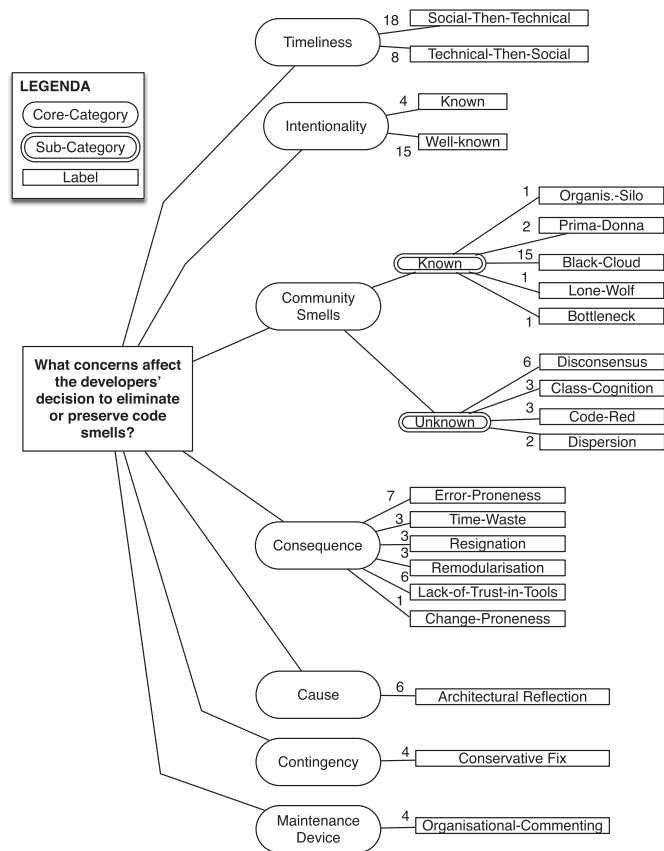 LEGENDA
Core-Category
Sub-Category
Label
What concerns affect
the developers'
decision to eliminate
or preserve code
smells?
Timeliness
18 Social-Then-Technical
8 Technical-Then-Social
Intentionality
4 Known
15 Well-known
Community
Smells
Known
1 Organis.-Silo
2 Prima-Donna
15 Black-Cloud
1 Lone-Wolf
1 Bottleneck
Unknown
6 Disconsensus
3 Class-Cognition
3 Code-Red
2 Dispersion
Consequence
7 Error-Proneness
3 Time-Waste
3 Resignation
3 Remodularisation
6 Lack-of-Trust-in-Tools
1 Change-Proneness
Cause
6 Architectural Reflection
Contingency
4 Conservative Fix
Maintenance
Device
4 Organisational-Commenting